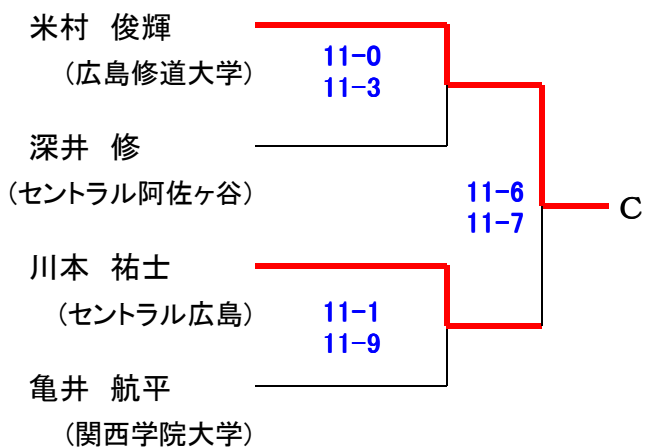 米村 俊輝
(広島修道大学)
11-0
11-3
深井 修
(セントラル阿佐ヶ谷)
11-6
11-7
C
川本 祐士
(セントラル広島)
11-1
11-9
亀井 航平
(関西学院大学)